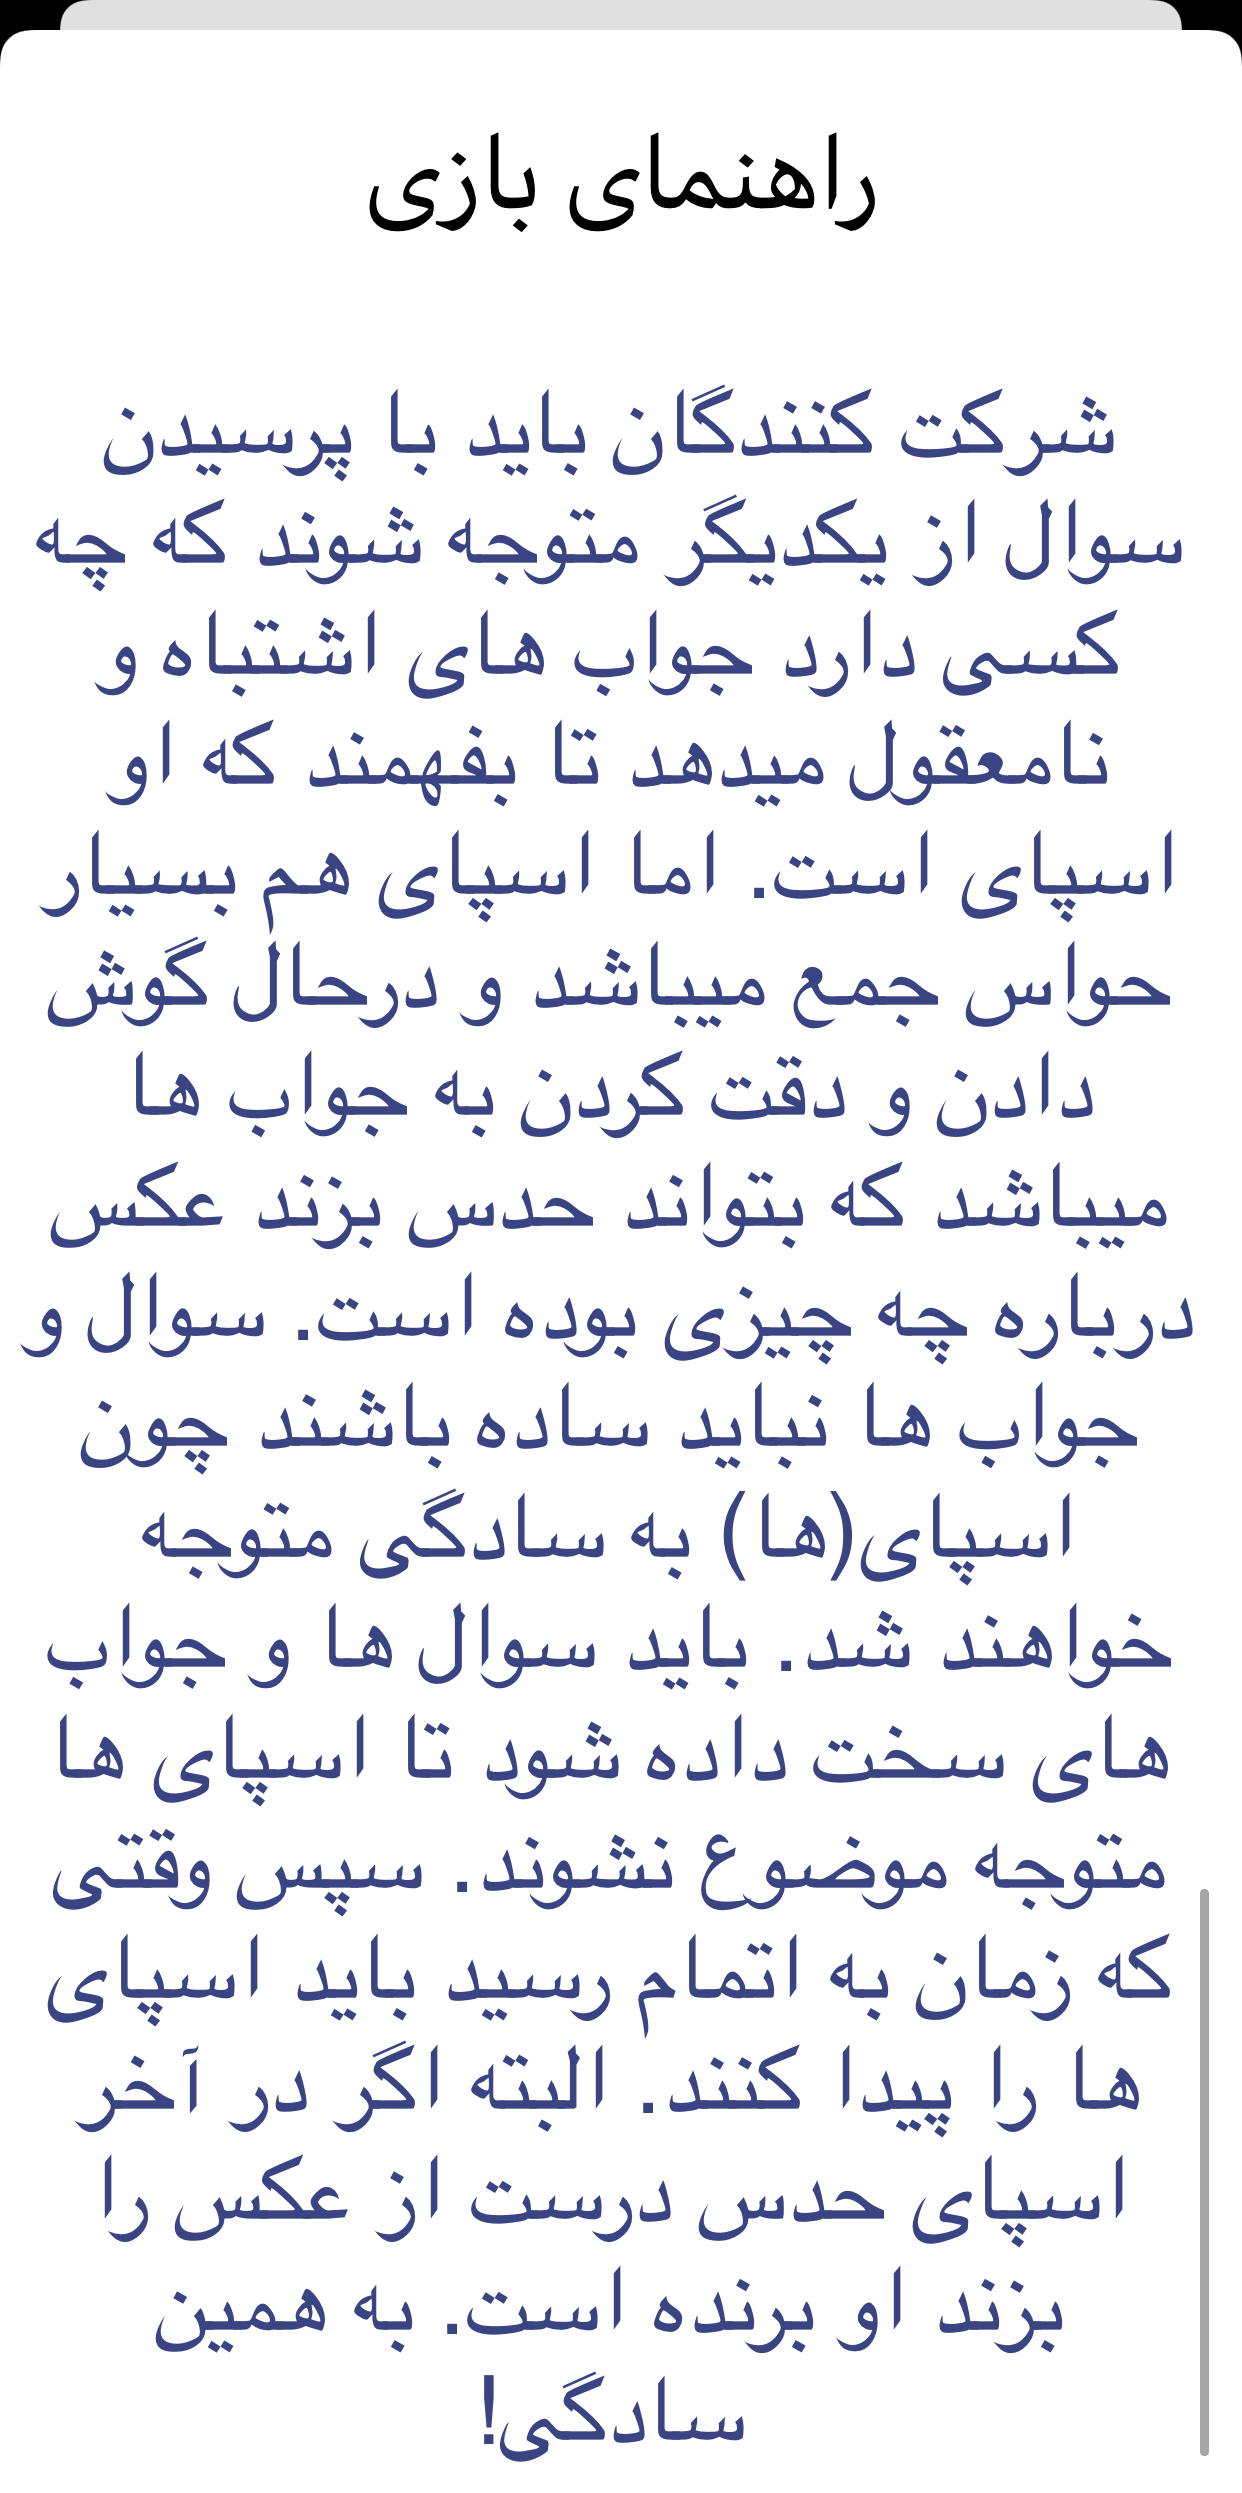 راهنمای بازی
شرکت کنندگان باید با پرسیدن
سوال از یکدیگر متوجه شوند که چه
کسی دارد جواب های اشتباه و
نامعقول میدهد تا بفهمند که او
اسپای است. اما اسپای هم بسیار
حواس جمع میباشد و درحال گوش
دادن و دقت کردن به جواب ها
میباشد که بتواند حدس بزند عکس
درباره چه چیزی بوده است. سوال و
جواب ها نباید ساده باشند چون
اسپای(ها) به سادگی متوجه
خواهند شد. باید سوال ها و جواب
های سخت داده شود تا اسپای ها
متوجه موضوع نشوند. سپس وقتی
که زمان به اتمام رسید باید اسپای
ها را پیدا کنند. البته اگر در آخر
اسپای حدس درست از عکس را
بزند او برنده است. به همین
سادگی!